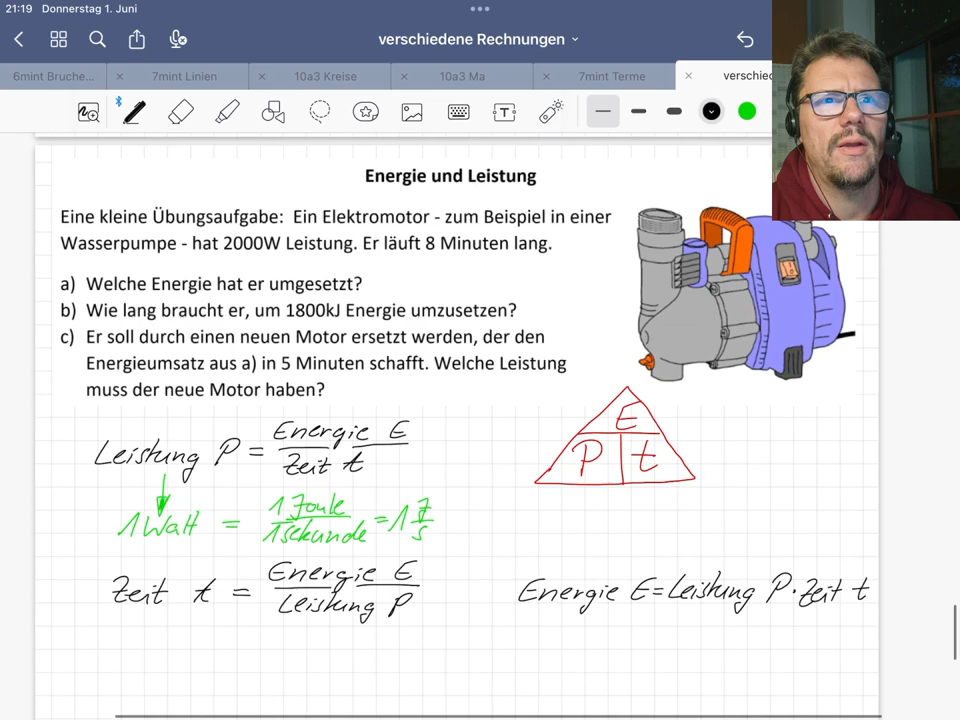 21:19 Donnerstag 1. Juni
verschiedene Rechnungen
6mint Bruche...
7mint Linien
10a3 Kreise
10a3 Ma
7mint Terme
verschied
Energie und Leistung
Eine kleine Übungsaufgabe: Ein Elektromotor - zum Beispiel in einer
Wasserpumpe - hat 2000W Leistung. Er läuft 8 Minuten lang.
a) Welche Energie hat er umgesetzt?
b) Wie lang braucht er, um 1800kJ Energie umzusetzen?
c) Er soll durch einen neuen Motor ersetzt werden, der den
Energieumsatz aus a) in 5 Minuten schafft. Welche Leistung
muss der neue Motor haben?
E
P t
Leistung P = Energie E / Zeit t
1 Watt = 1 Joule / 1 Sekunde = 1 J/s
Zeit t = Energie E / Leistung P
Energie E = Leistung P · Zeit t